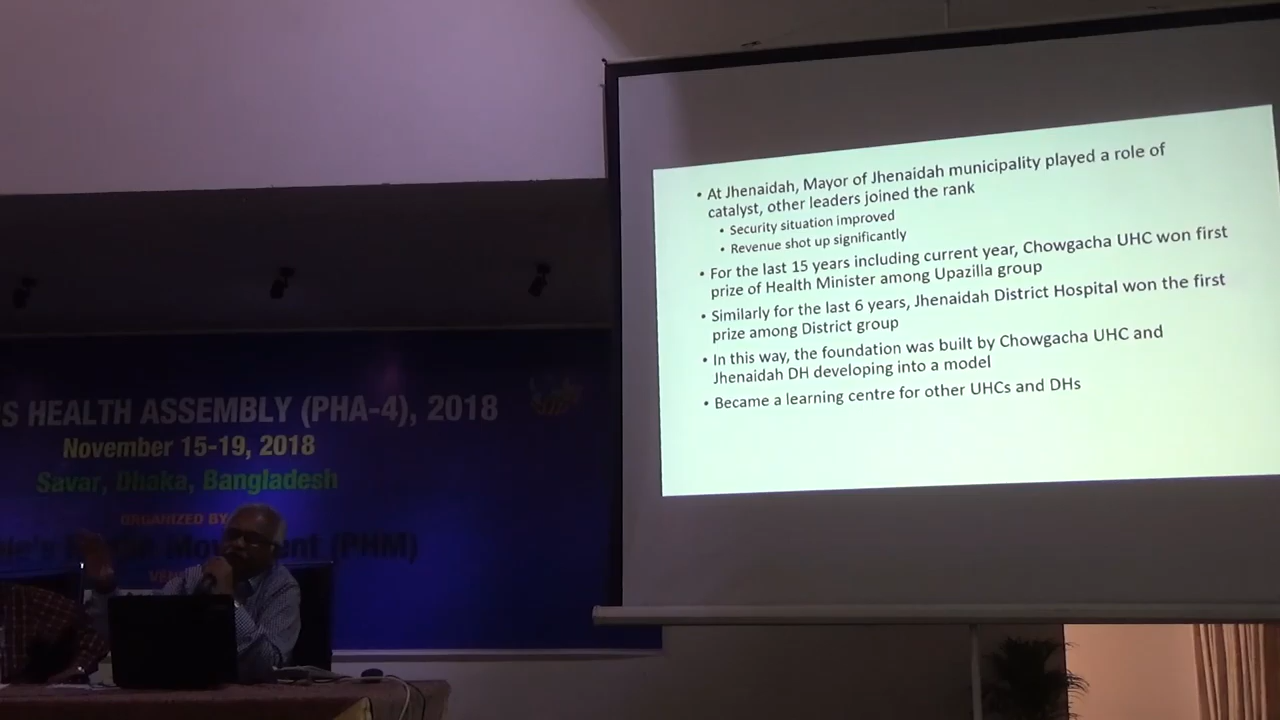 • At Jhenaidah, Mayor of Jhenaidah municipality played a role of
catalyst, other leaders joined the rank
• Security situation improved
• Revenue shot up significantly
• For the last 15 years including current year, Chowgacha UHC won first
prize of Health Minister among Upazilla group
• Similarly for the last 6 years, Jhenaidah District Hospital won the first
prize among District group
• In this way, the foundation was built by Chowgacha UHC and
Jhenaidah DH developing into a model
• Became a learning centre for other UHCs and DHs
S HEALTH ASSEMBLY (PHA-4), 2018
November 15-19, 2018
Savar, Dhaka, Bangladesh
ORGANIZED BY
(PHM)